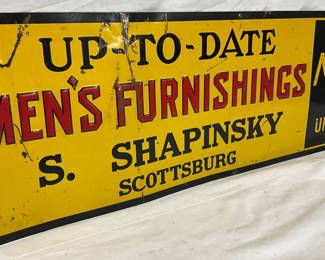 UP-TO-DATE
MEN'S FURNISHINGS
S. SHAPINSKY
SCOTTSBURG